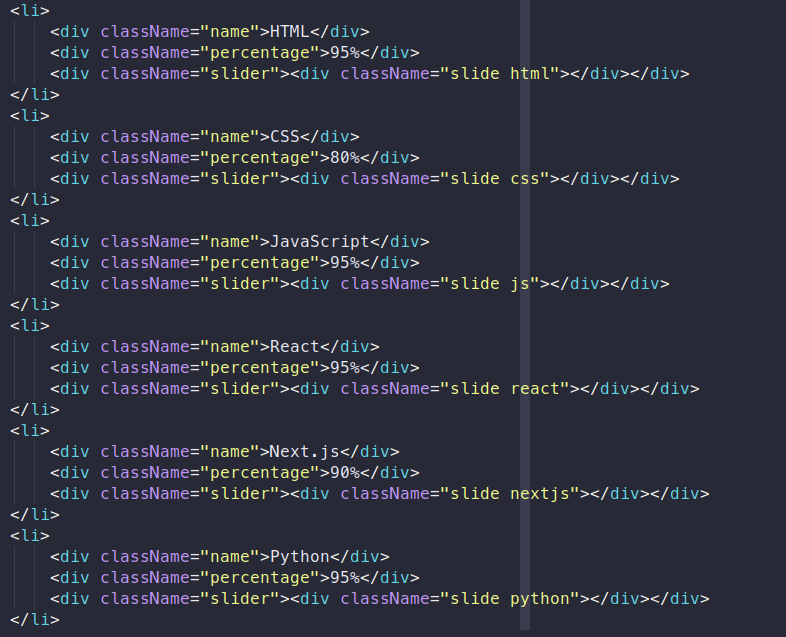 <li>
    <div className="name">HTML</div>
    <div className="percentage">95%</div>
    <div className="slider"><div className="slide html"></div></div>
</li>
<li>
    <div className="name">CSS</div>
    <div className="percentage">80%</div>
    <div className="slider"><div className="slide css"></div></div>
</li>
<li>
    <div className="name">JavaScript</div>
    <div className="percentage">95%</div>
    <div className="slider"><div className="slide js"></div></div>
</li>
<li>
    <div className="name">React</div>
    <div className="percentage">95%</div>
    <div className="slider"><div className="slide react"></div></div>
</li>
<li>
    <div className="name">Next.js</div>
    <div className="percentage">90%</div>
    <div className="slider"><div className="slide nextjs"></div></div>
</li>
<li>
    <div className="name">Python</div>
    <div className="percentage">95%</div>
    <div className="slider"><div className="slide python"></div></div>
</li>